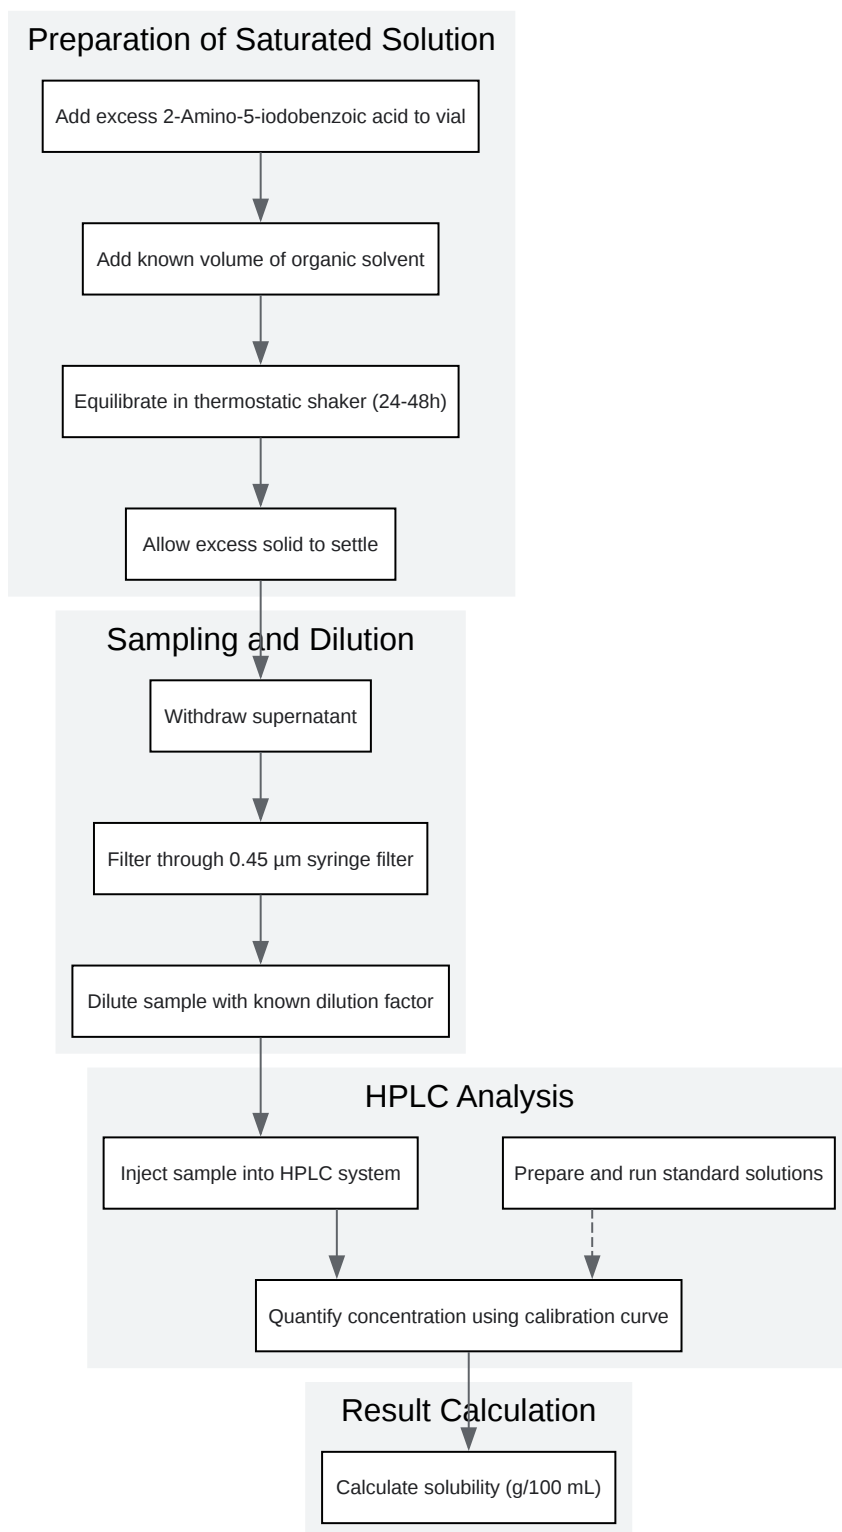 Preparation of Saturated Solution
Add excess 2-Amino-5-iodobenzoic acid to vial
Add known volume of organic solvent
Equilibrate in thermostatic shaker (24-48h)
Allow excess solid to settle
Sampling and Dilution
Withdraw supernatant
Filter through 0.45 µm syringe filter
Dilute sample with known dilution factor
HPLC Analysis
Inject sample into HPLC system
Prepare and run standard solutions
Quantify concentration using calibration curve
Result Calculation
Calculate solubility (g/100 mL)